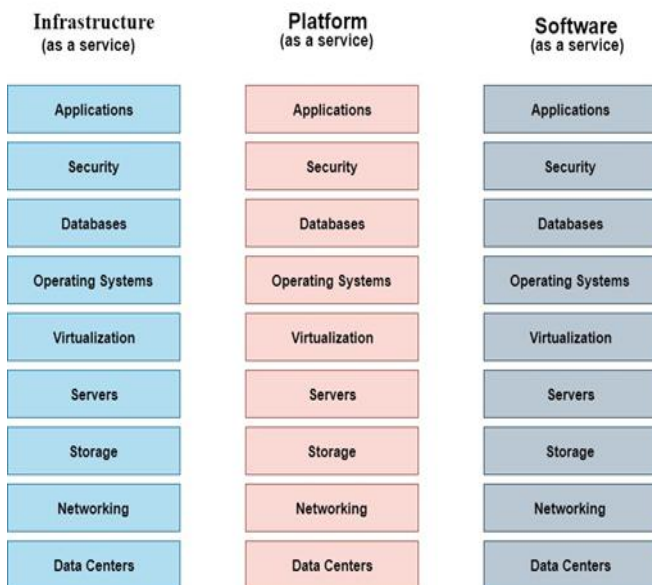 Infrastructure
(as a service)
Applications
Security
Databases
Operating Systems
Virtualization
Servers
Storage
Networking
Data Centers
Platform
(as a service)
Applications
Security
Databases
Operating Systems
Virtualization
Servers
Storage
Networking
Data Centers
Software
(as a service)
Applications
Security
Databases
Operating Systems
Virtualization
Servers
Storage
Networking
Data Centers